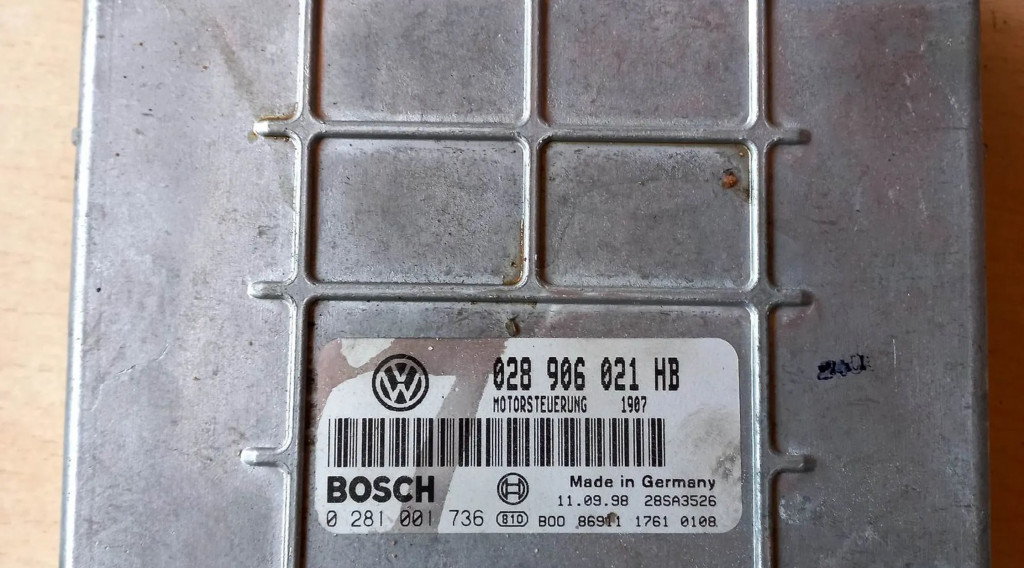 028 906 021 HB
MOTORSTEUERUNG 1907
BOSCH
Made in Germany
11.09.98 28SA3526
0 281 001 736 810 B00 86911 1761 0108